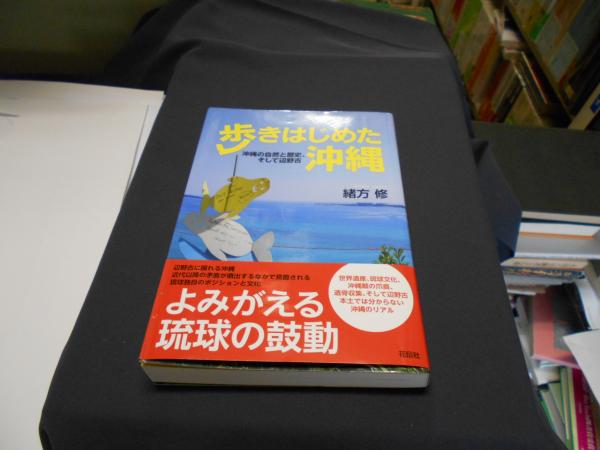 歩きはじめた
沖縄
沖縄の自然と歴史、
そして辺野古
緒方 修
辺野古に揺れる沖縄
近代以降の矛盾が噴出するなかで発掘される
琉球独自のポジションと文化
よみがえる
琉球の鼓動
世界遺産、琉球文化、
沖縄戦の爪痕、
遺骨収集、そして辺野古
本土では分からない
沖縄のリアル
花伝社